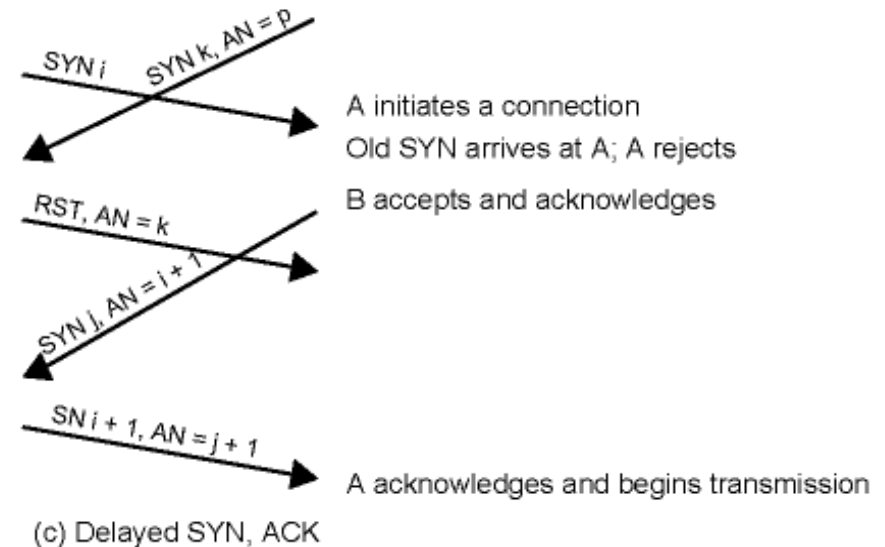 SYN i
SYN k, AN = p
A initiates a connection
Old SYN arrives at A; A rejects
RST, AN = k
B accepts and acknowledges
SYN j, AN = i + 1
SN i + 1, AN = j + 1
A acknowledges and begins transmission
(c) Delayed SYN, ACK